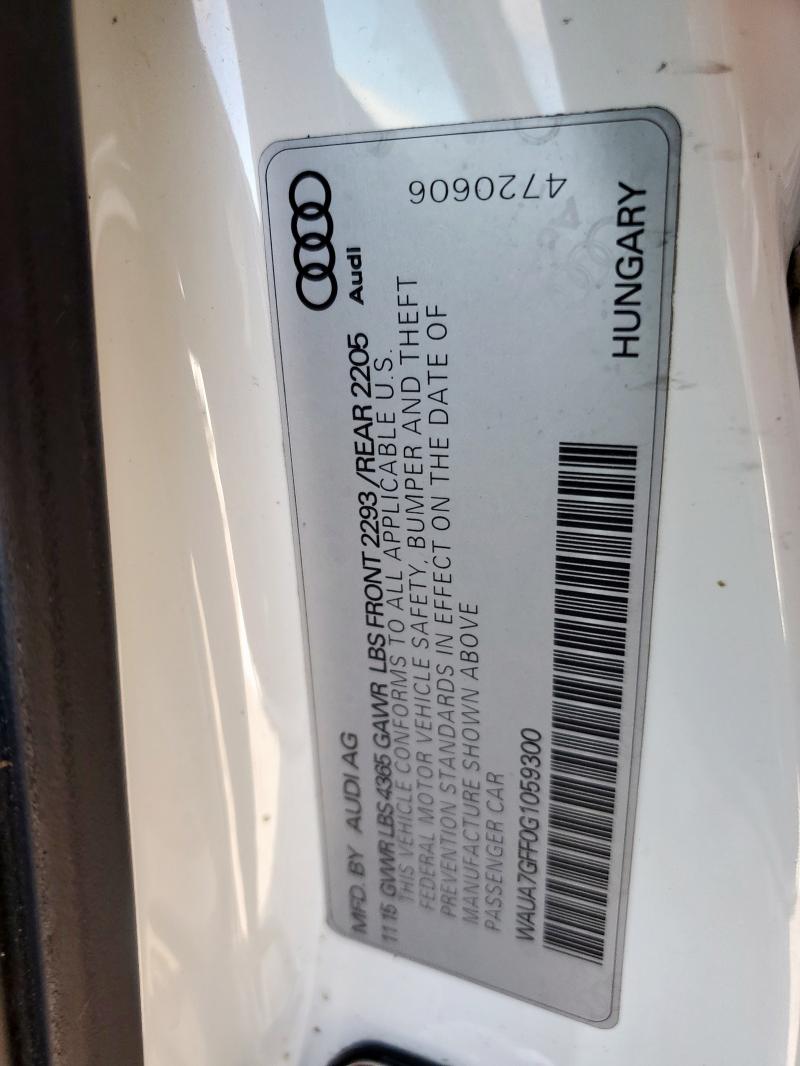 Audi
4720606
MFD. BY AUDI AG
11 15 GVWR LBS 4365 GAWR LBS FRONT 2293 /REAR 2205
THIS VEHICLE CONFORMS TO ALL APPLICABLE U.S.
FEDERAL MOTOR VEHICLE SAFETY, BUMPER AND THEFT
PREVENTION STANDARDS IN EFFECT ON THE DATE OF
MANUFACTURE SHOWN ABOVE
PASSENGER CAR
WAUA7GFF0G1059300
HUNGARY